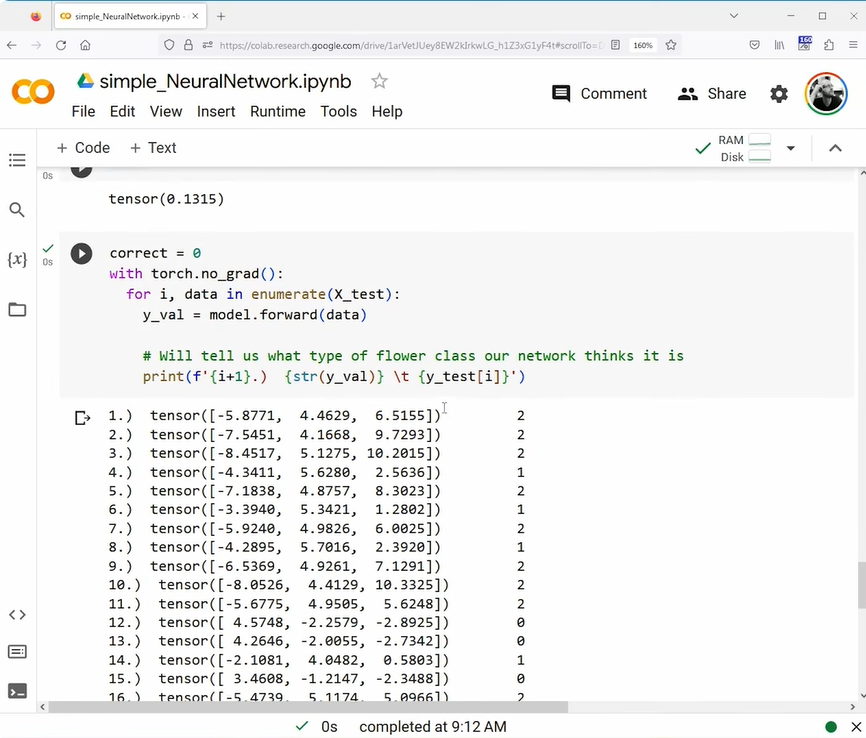 simple_NeuralNetwork.ipynb -
https://colab.research.google.com/drive/1arVetJUey8EW2kIrkwLG_h1Z3xG1yF4t#scrollTo=
160%
160
simple_NeuralNetwork.ipynb
File Edit View Insert Runtime Tools Help
Comment
Share
+ Code + Text
RAM
Disk
0s
tensor(0.1315)
0s
correct = 0
with torch.no_grad():
for i, data in enumerate(X_test):
y_val = model.forward(data)
# Will tell us what type of flower class our network thinks it is
print(f'{i+1}.) {str(y_val)} \t {y_test[i]}')
1.) tensor([-5.8771, 4.4629, 6.5155]) 2
2.) tensor([-7.5451, 4.1668, 9.7293]) 2
3.) tensor([-8.4517, 5.1275, 10.2015]) 2
4.) tensor([-4.3411, 5.6280, 2.5636]) 1
5.) tensor([-7.1838, 4.8757, 8.3023]) 2
6.) tensor([-3.3940, 5.3421, 1.2802]) 1
7.) tensor([-5.9240, 4.9826, 6.0025]) 2
8.) tensor([-4.2895, 5.7016, 2.3920]) 1
9.) tensor([-6.5369, 4.9261, 7.1291]) 2
10.) tensor([-8.0526, 4.4129, 10.3325]) 2
11.) tensor([-5.6775, 4.9505, 5.6248]) 2
12.) tensor([ 4.5748, -2.2579, -2.8925]) 0
13.) tensor([ 4.2646, -2.0055, -2.7342]) 0
14.) tensor([-2.1081, 4.0482, 0.5803]) 1
15.) tensor([ 3.4608, -1.2147, -2.3488]) 0
16.) tensor([-5.4739, 5.1174, 5.0966]) 2
0s completed at 9:12 AM